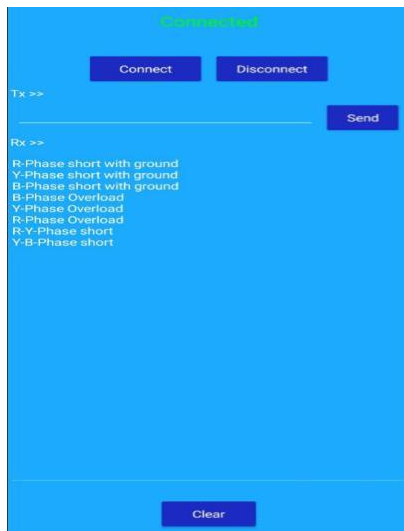 Connected
Connect Disconnect
Tx >>
Send
Rx >>
R-Phase short with ground
Y-Phase short with ground
B-Phase short with ground
B-Phase Overload
Y-Phase Overload
R-Phase Overload
R-Y-Phase short
Y-B-Phase short
Clear